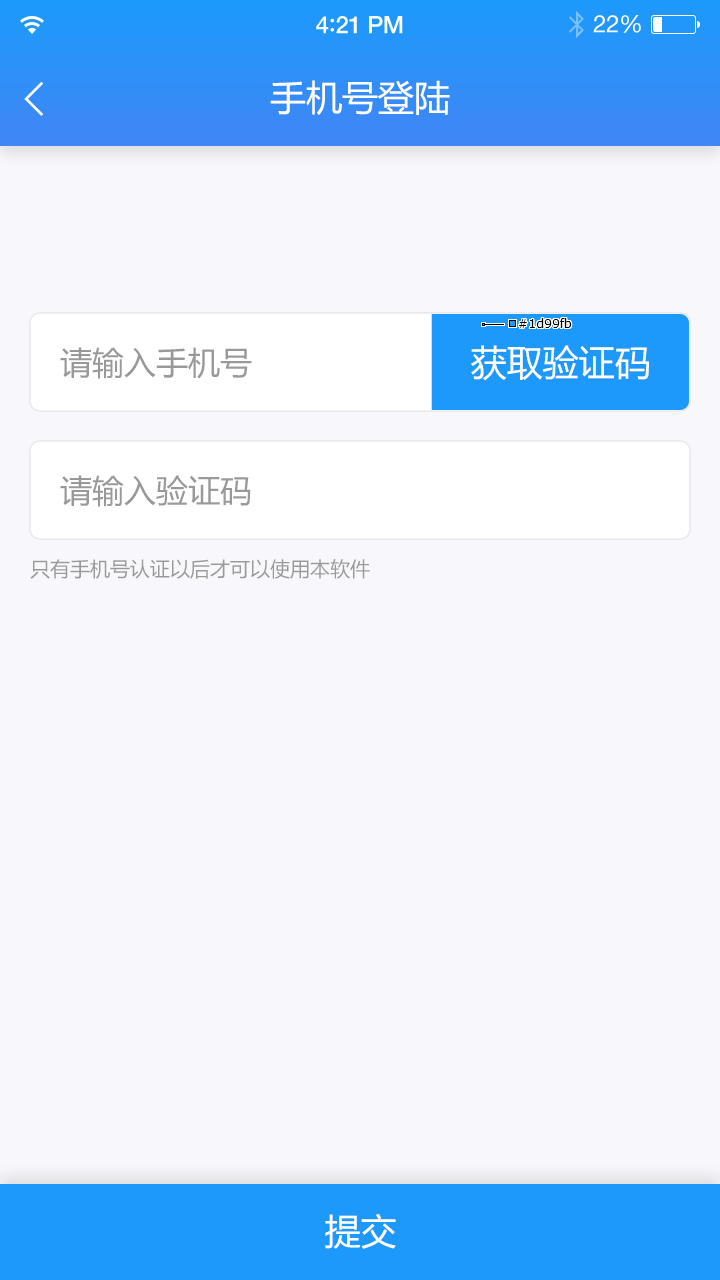 4:21 PM
22%
手机号登陆
#1d99fb
请输入手机号
获取验证码
请输入验证码
只有手机号认证以后才可以使用本软件
提交